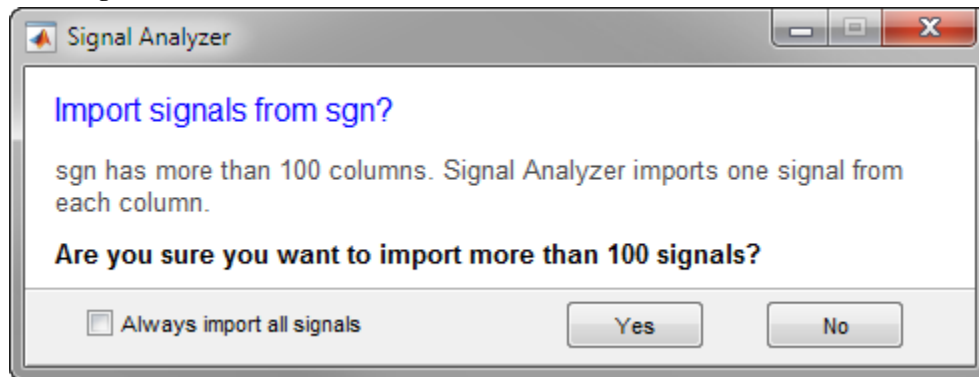 Signal Analyzer
Import signals from sgn?
sgn has more than 100 columns. Signal Analyzer imports one signal from
each column.
Are you sure you want to import more than 100 signals?
Always import all signals
Yes
No